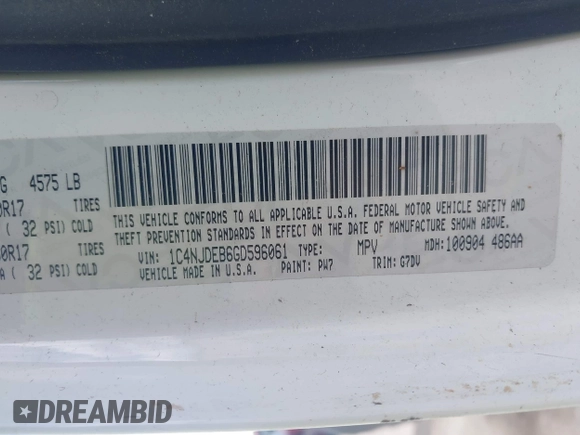 G 4575 LB
0R17 TIRES
( 32 PSI) COLD
0R17 TIRES
A ( 32 PSI) COLD
THIS VEHICLE CONFORMS TO ALL APPLICABLE U.S.A. FEDERAL MOTOR VEHICLE SAFETY AND
THEFT PREVENTION STANDARDS IN EFFECT ON THE DATE OF MANUFACTURE SHOWN ABOVE.
VIN: 1C4NJDEB6GD596061 TYPE: MPV MDH: 100904 486AA
VEHICLE MADE IN U.S.A. PAINT: PW7 TRIM: G7DV
DREAMBID